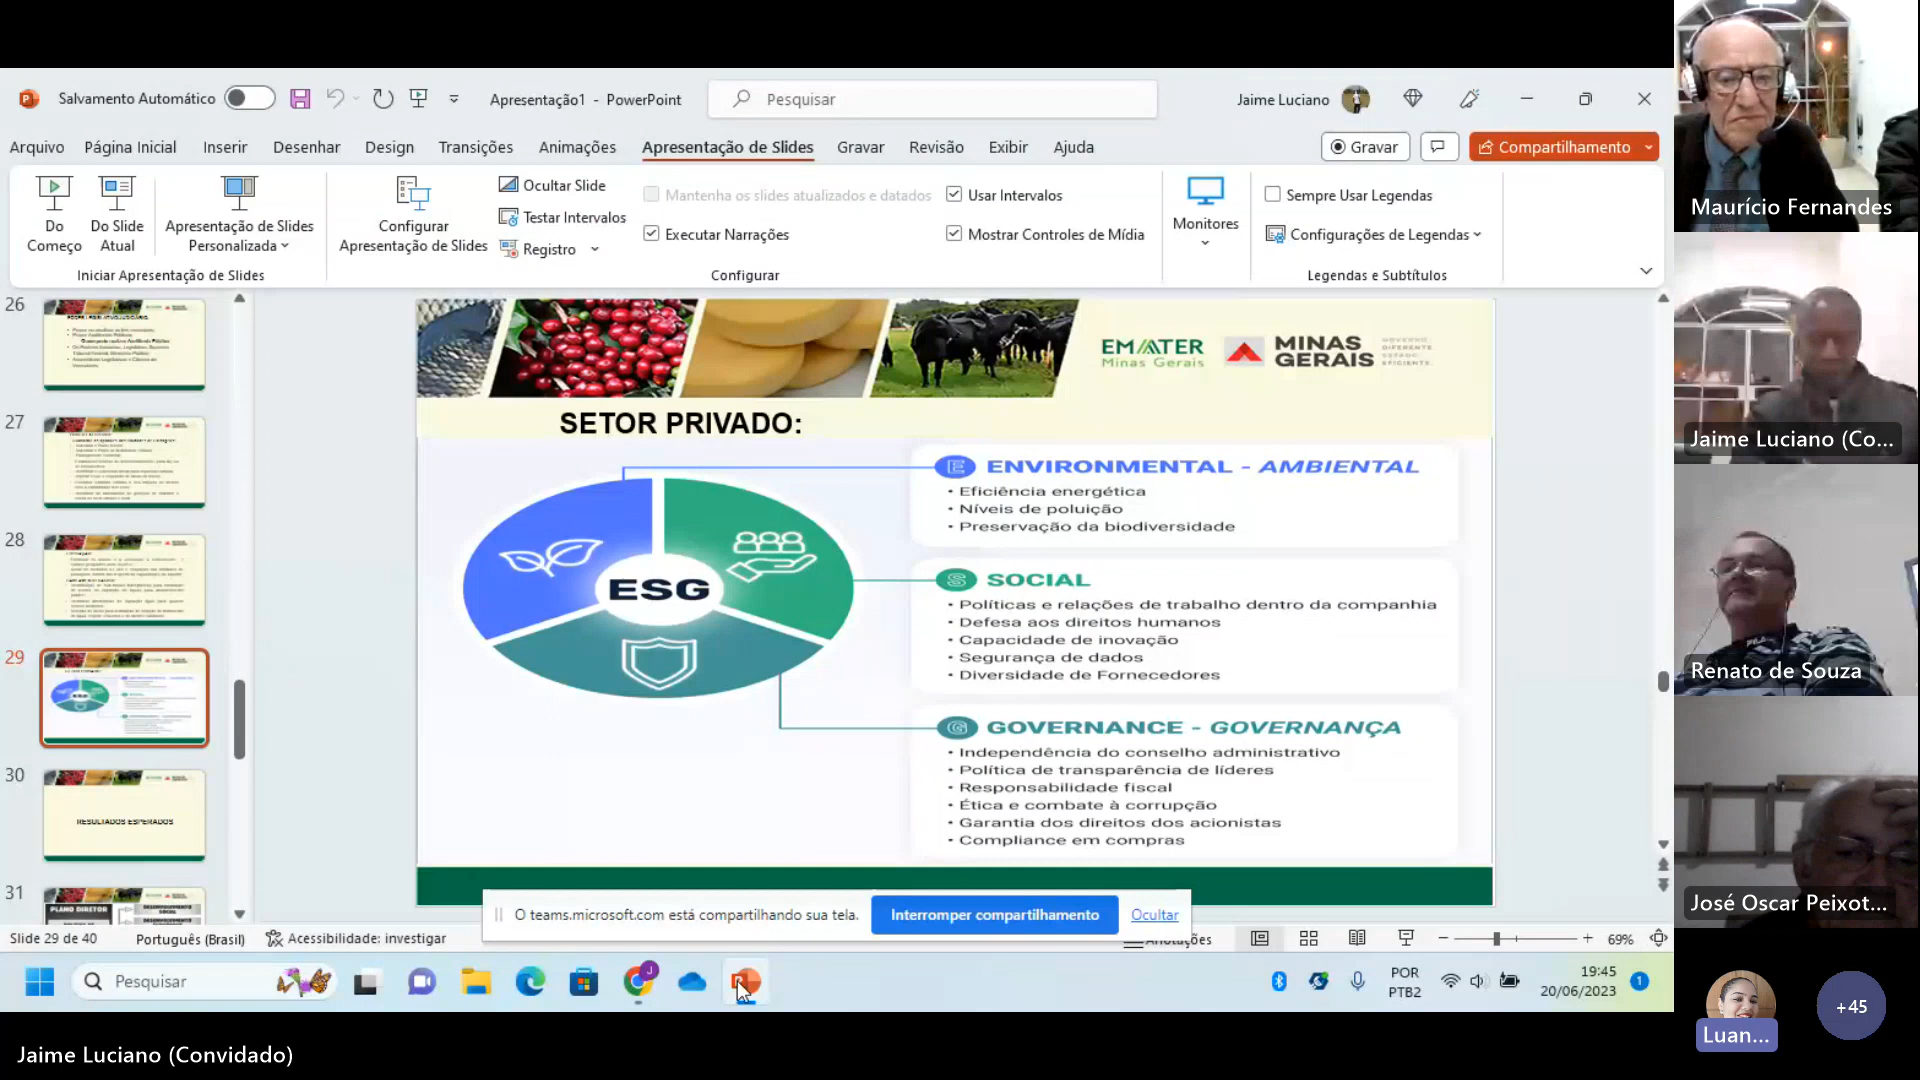 Salvamento Automático
Apresentação1 - PowerPoint
Pesquisar
Jaime Luciano
Arquivo
Página Inicial
Inserir
Desenhar
Design
Transições
Animações
Apresentação de Slides
Gravar
Revisão
Exibir
Ajuda
Gravar
Compartilhamento
Do Começo
Do Slide Atual
Apresentação de Slides Personalizada
Iniciar Apresentação de Slides
Configurar Apresentação de Slides
Ocultar Slide
Testar Intervalos
Registro
Mantenha os slides atualizados e datados
Executar Narrações
Usar Intervalos
Mostrar Controles de Mídia
Configurar
Monitores
Sempre Usar Legendas
Configurações de Legendas
Legendas e Subtítulos
26
27
28
29
30
RESULTADOS ESPERADOS
31
PLANO DIRETOR
EMATER
Minas Gerais
MINAS
GERAIS
GOVERNO
DIFERENTE
ESTADO
EFICIENTE
SETOR PRIVADO:
ESG
E ENVIRONMENTAL - AMBIENTAL
• Eficiência energética
• Níveis de poluição
• Preservação da biodiversidade
S SOCIAL
• Políticas e relações de trabalho dentro da companhia
• Defesa aos direitos humanos
• Capacidade de inovação
• Segurança de dados
• Diversidade de Fornecedores
G GOVERNANCE - GOVERNANÇA
• Independência do conselho administrativo
• Política de transparência de líderes
• Responsabilidade fiscal
• Ética e combate à corrupção
• Garantia dos direitos dos acionistas
• Compliance em compras
O teams.microsoft.com está compartilhando sua tela.
Interromper compartilhamento
Ocultar
Slide 29 de 40
Português (Brasil)
Acessibilidade: investigar
Anotações
69%
Pesquisar
J
POR
PTB2
19:45
20/06/2023
1
Maurício Fernandes
Jaime Luciano (Co...
Renato de Souza
José Oscar Peixot...
Luan...
+45
Jaime Luciano (Convidado)